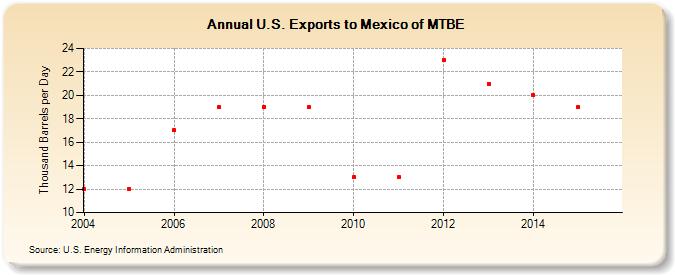 Annual U.S. Exports to Mexico of MTBE
Thousand Barrels per Day
24
22
20
18
16
14
12
10
2004 2006 2008 2010 2012 2014
Source: U.S. Energy Information Administration